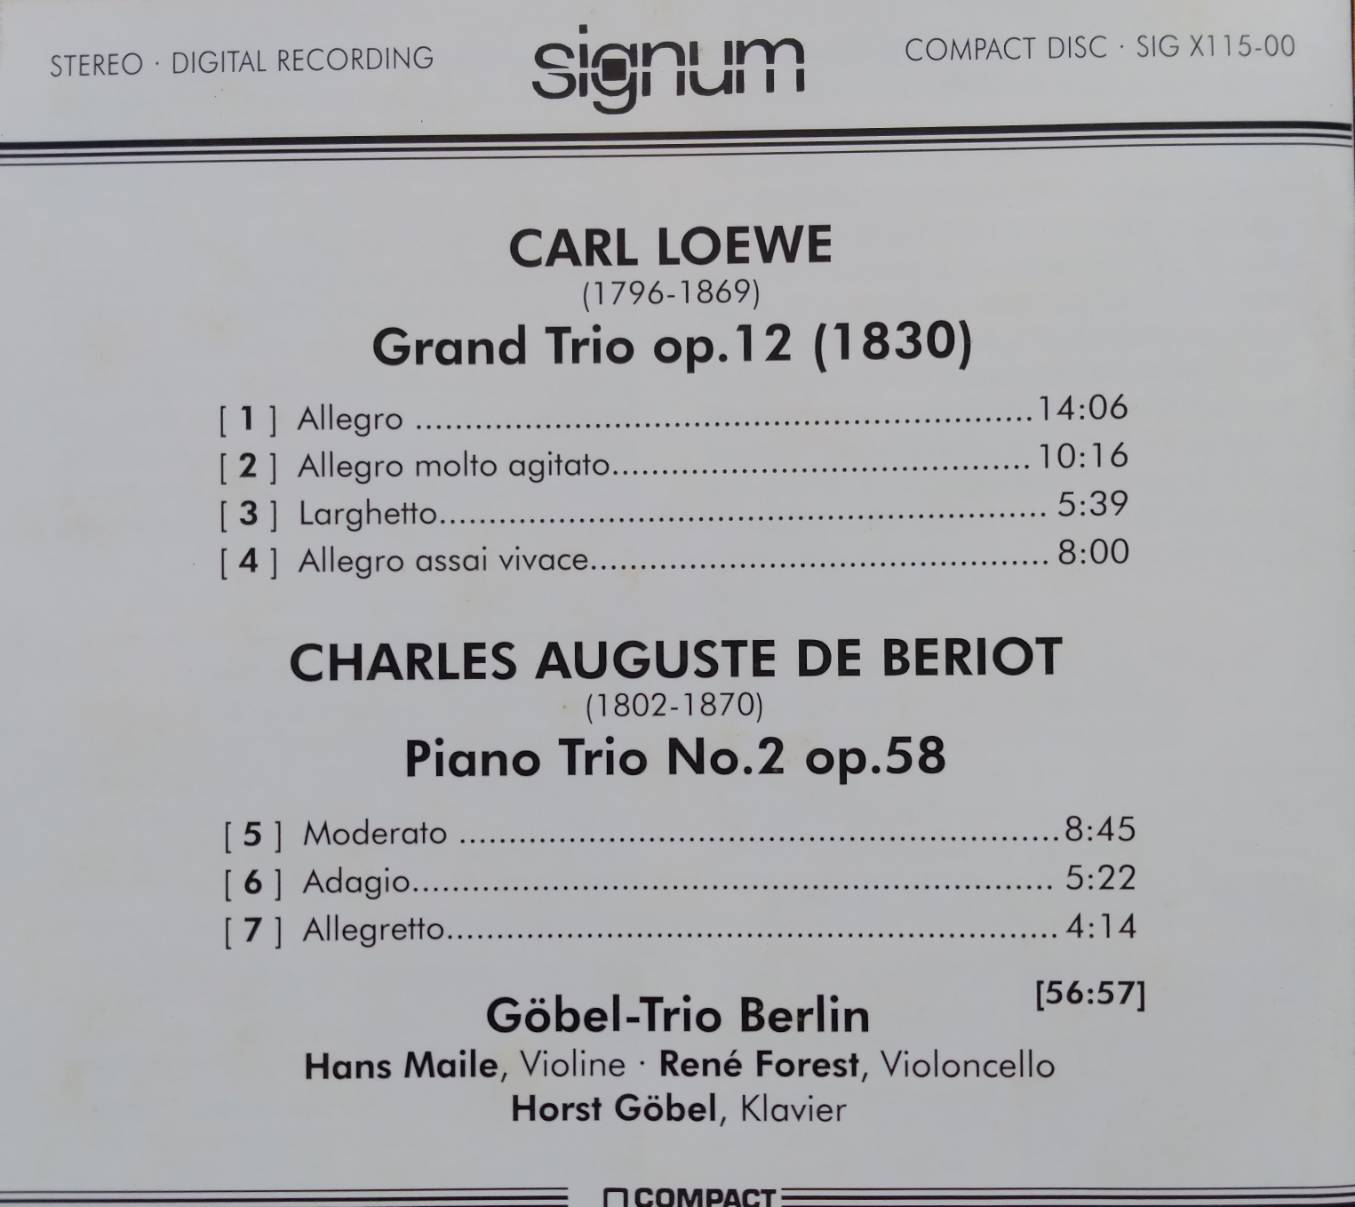 STEREO · DIGITAL RECORDING
signum
COMPACT DISC · SIG X115-00
CARL LOEWE
(1796-1869)
Grand Trio op.12 (1830)
[ 1 ] Allegro ............................................................. 14:06
[ 2 ] Allegro molto agitato.......................................... 10:16
[ 3 ] Larghetto............................................................. 5:39
[ 4 ] Allegro assai vivace.............................................. 8:00
CHARLES AUGUSTE DE BERIOT
(1802-1870)
Piano Trio No.2 op.58
[ 5 ] Moderato ............................................................8:45
[ 6 ] Adagio................................................................ 5:22
[ 7 ] Allegretto............................................................. 4:14
[56:57]
Göbel-Trio Berlin
Hans Maile, Violine · René Forest, Violoncello
Horst Göbel, Klavier
COMPACT